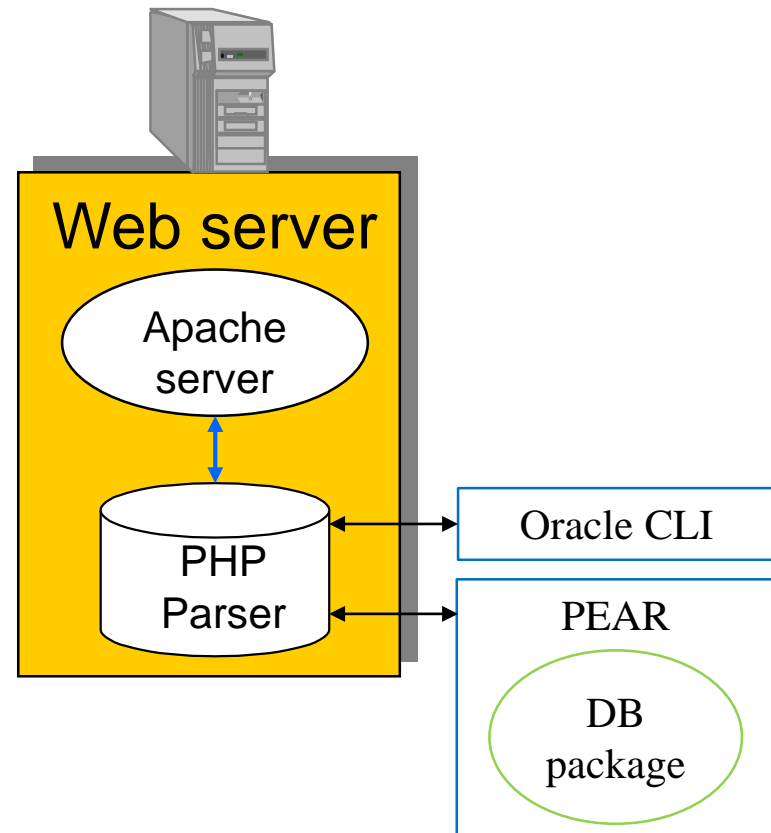 Web server
Apache
server
PHP
Parser
Oracle CLI
PEAR
DB
package